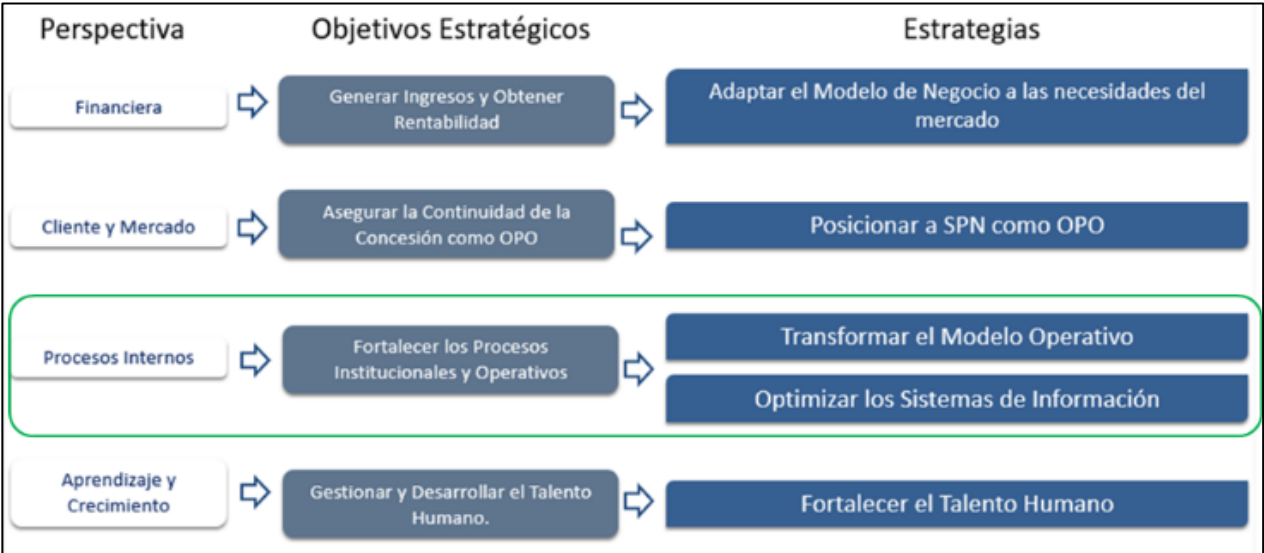 Perspectiva
Objetivos Estratégicos
Estrategias
Financiera
Generar Ingresos y Obtener
Rentabilidad
Adaptar el Modelo de Negocio a las necesidades del
mercado
Cliente y Mercado
Asegurar la Continuidad de la
Concesión como OPO
Posicionar a SPN como OPO
Procesos Internos
Fortalecer los Procesos
Institucionales y Operativos
Transformar el Modelo Operativo
Optimizar los Sistemas de Información
Aprendizaje y
Crecimiento
Gestionar y Desarrollar el Talento
Humano.
Fortalecer el Talento Humano